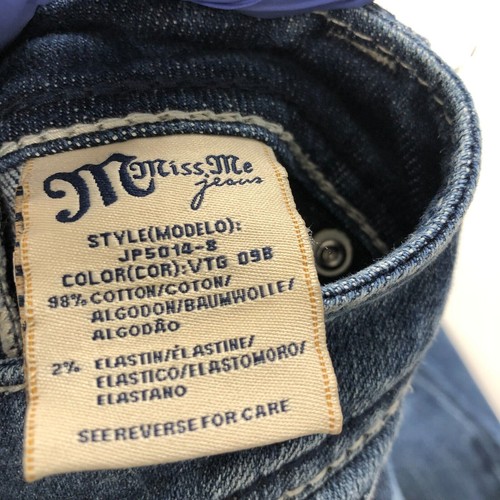 M Miss Me
jeans
STYLE(MODELO):
JP5014-8
COLOR(COR):VTG 09B
98% COTTON/COTON/
ALGODON/BAUMWOLLE/
ALGODÃO
2% ELASTIN/ÉLASTINE/
ELASTICO/ELASTOMORO/
ELASTANO
SEE REVERSE FOR CARE